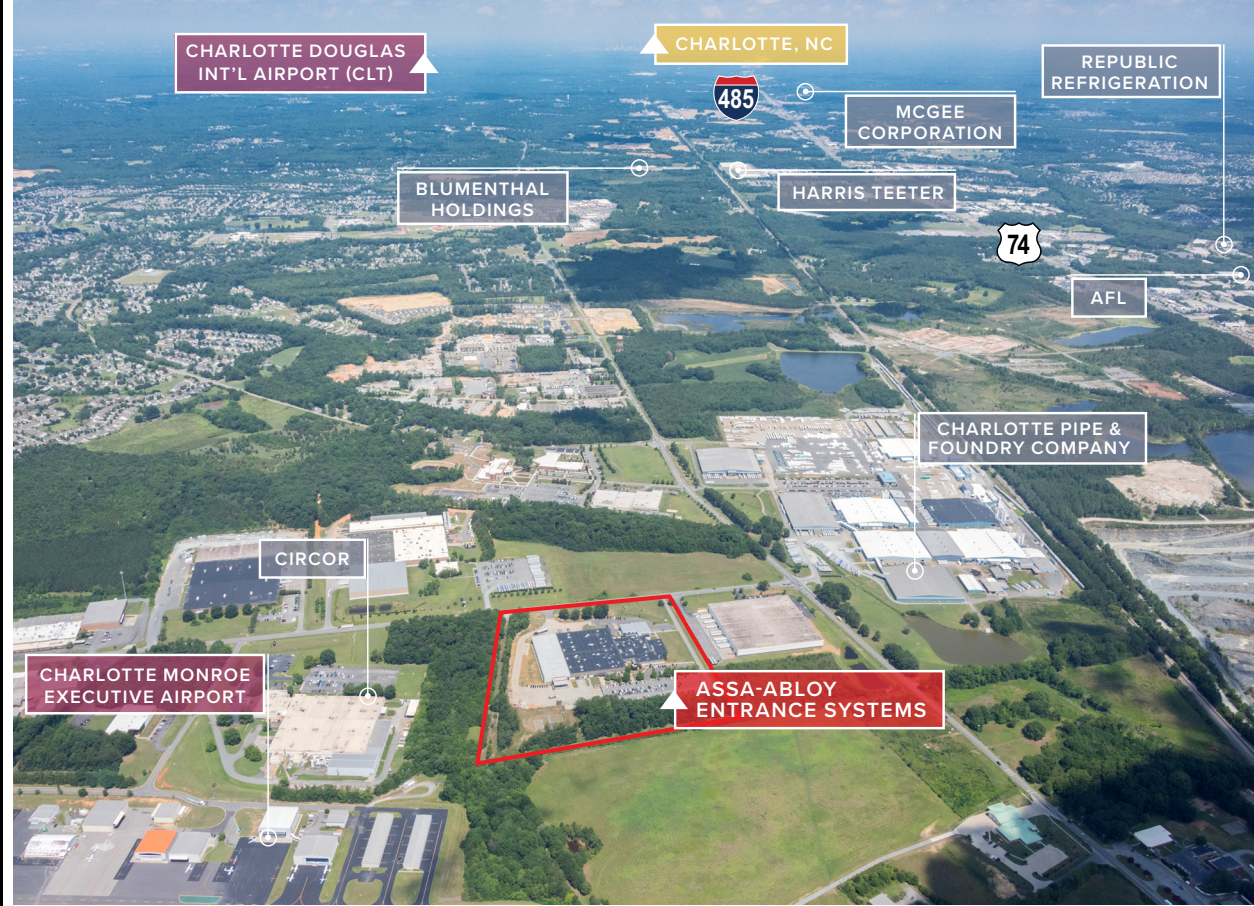 CHARLOTTE DOUGLAS
INT'L AIRPORT (CLT)
CHARLOTTE, NC
485
MCGEE
CORPORATION
REPUBLIC
REFRIGERATION
BLUMENTHAL
HOLDINGS
HARRIS TEETER
74
AFL
CHARLOTTE PIPE &
FOUNDRY COMPANY
CIRCOR
CHARLOTTE MONROE
EXECUTIVE AIRPORT
ASSA-ABLOY
ENTRANCE SYSTEMS